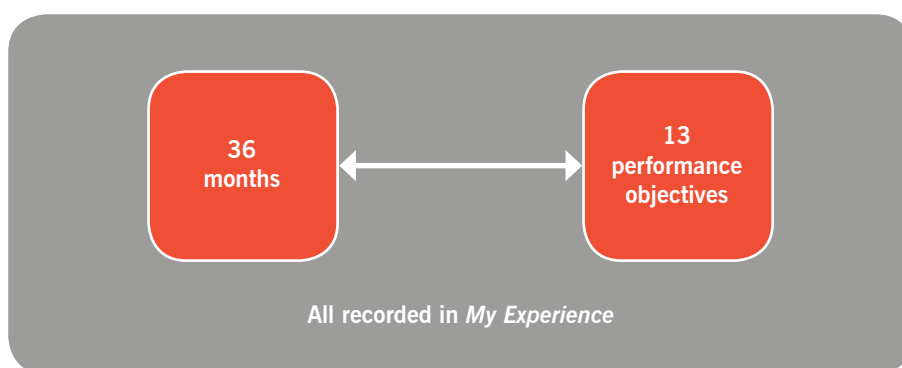 36
months
13
performance
objectives
All recorded in My Experience